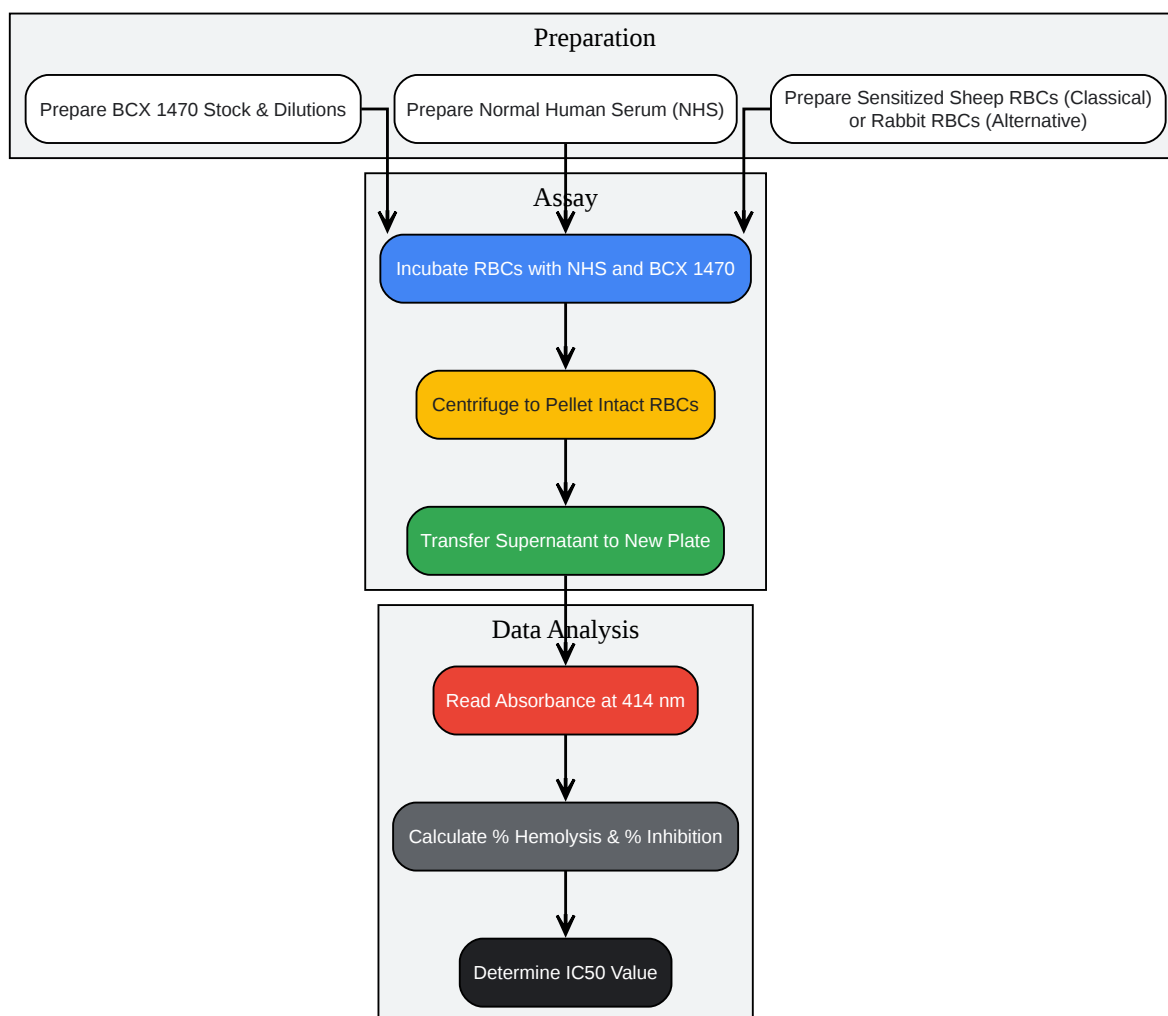 Preparation
Prepare BCX 1470 Stock & Dilutions
Prepare Normal Human Serum (NHS)
Prepare Sensitized Sheep RBCs (Classical)
or Rabbit RBCs (Alternative)
Assay
Incubate RBCs with NHS and BCX 1470
Centrifuge to Pellet Intact RBCs
Transfer Supernatant to New Plate
Data Analysis
Read Absorbance at 414 nm
Calculate % Hemolysis & % Inhibition
Determine IC50 Value